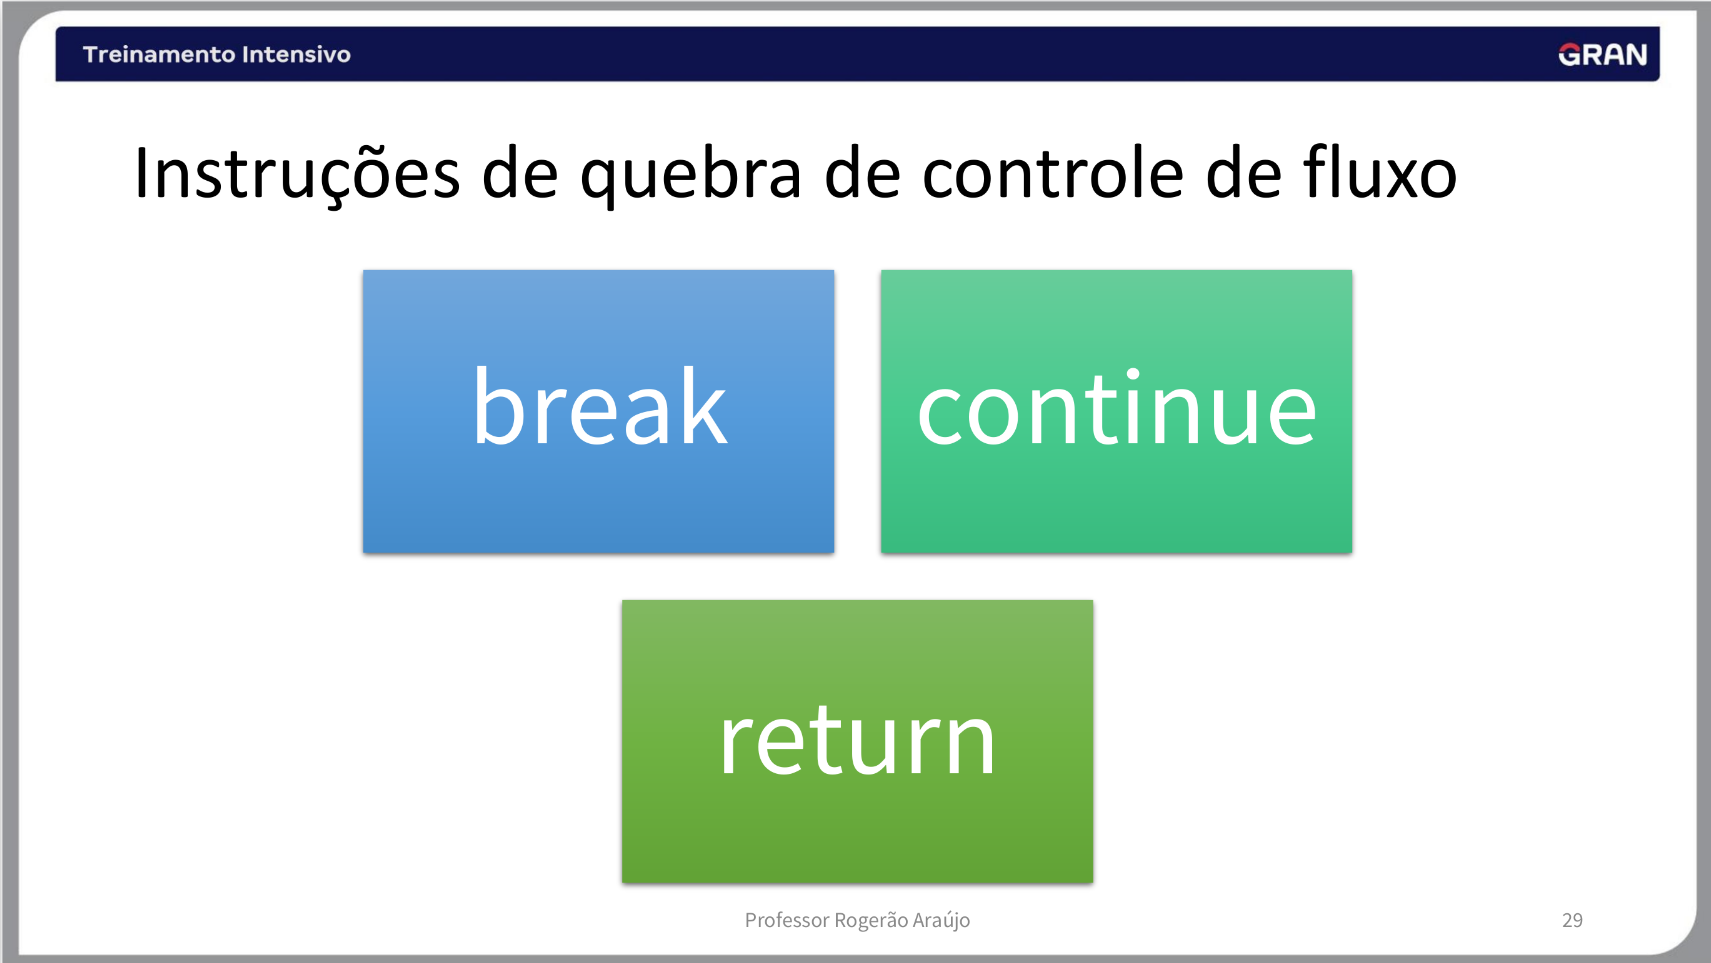 Treinamento Intensivo
GRAN
Instruções de quebra de controle de fluxo
break
continue
return
Professor Rogerão Araújo
29